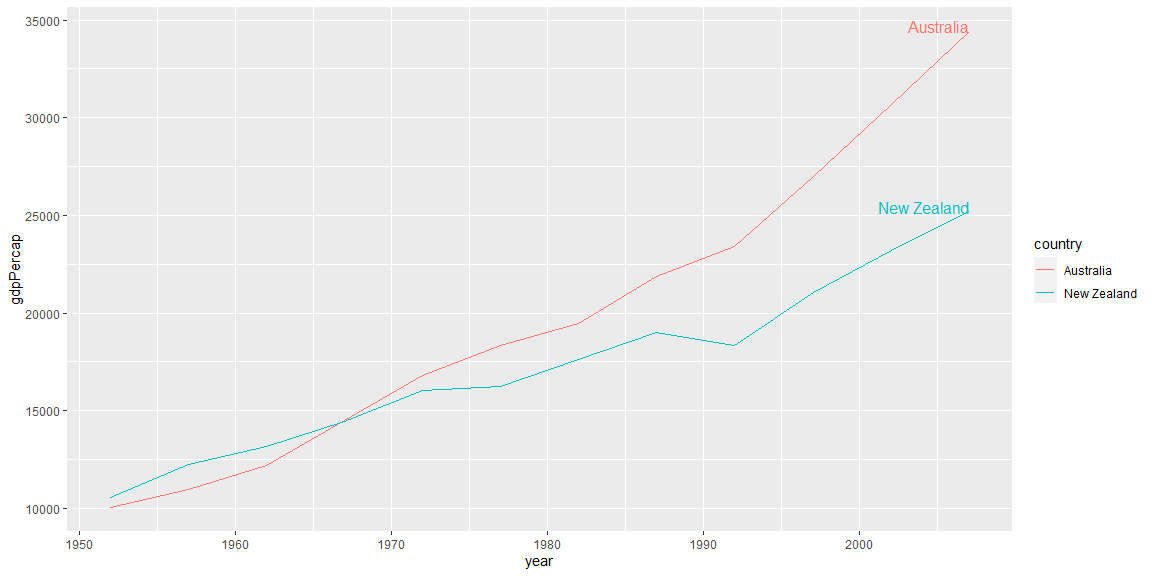 35000
30000
25000
20000
15000
10000
gdpPercap
Australia
New Zealand
1950 1960 1970 1980 1990 2000
year
country
Australia
New Zealand